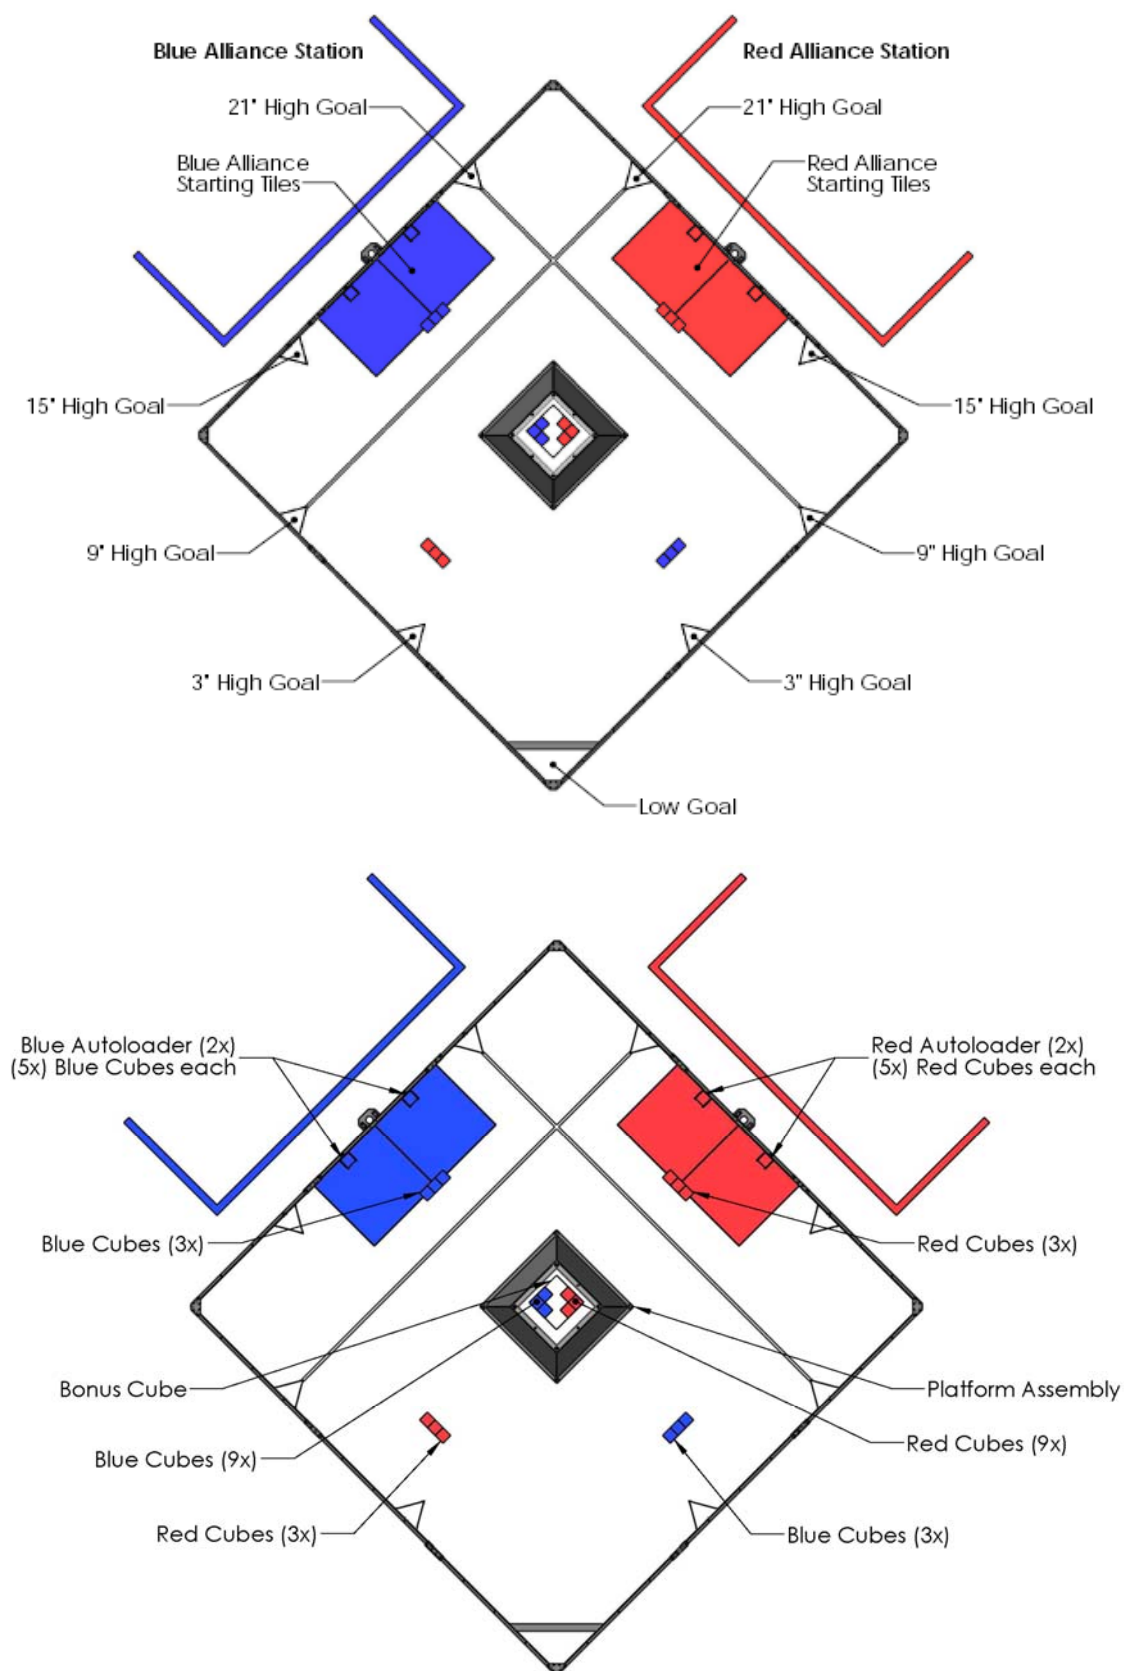 Blue Alliance Station
Red Alliance Station
21" High Goal
21" High Goal
Blue Alliance
Starting Tiles
Red Alliance
Starting Tiles
15" High Goal
15" High Goal
9" High Goal
9" High Goal
3" High Goal
3" High Goal
Low Goal
Blue Autoloader (2x)
(5x) Blue Cubes each
Red Autoloader (2x)
(5x) Red Cubes each
Blue Cubes (3x)
Red Cubes (3x)
Bonus Cube
Platform Assembly
Blue Cubes (9x)
Red Cubes (9x)
Red Cubes (3x)
Blue Cubes (3x)